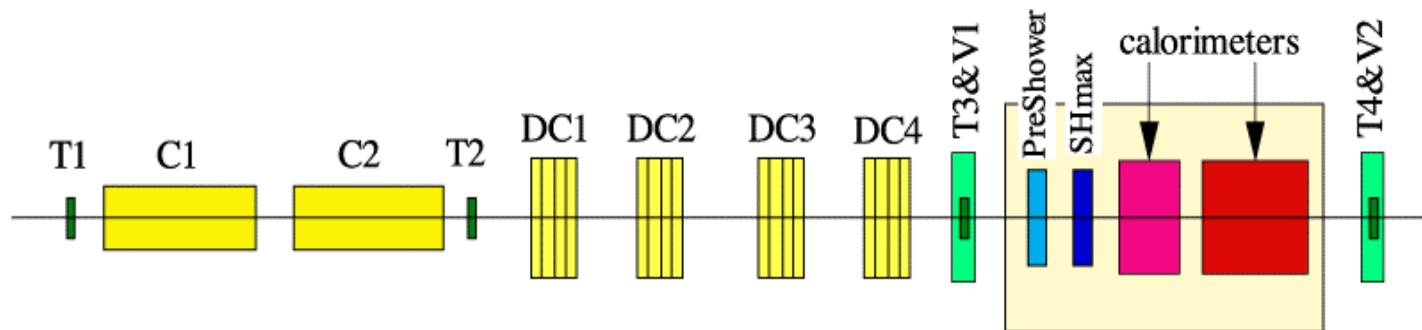 T1
C1
C2
T2
DC1
DC2
DC3
DC4
T3&V1
PreShower
SHmax
calorimeters
T4&V2